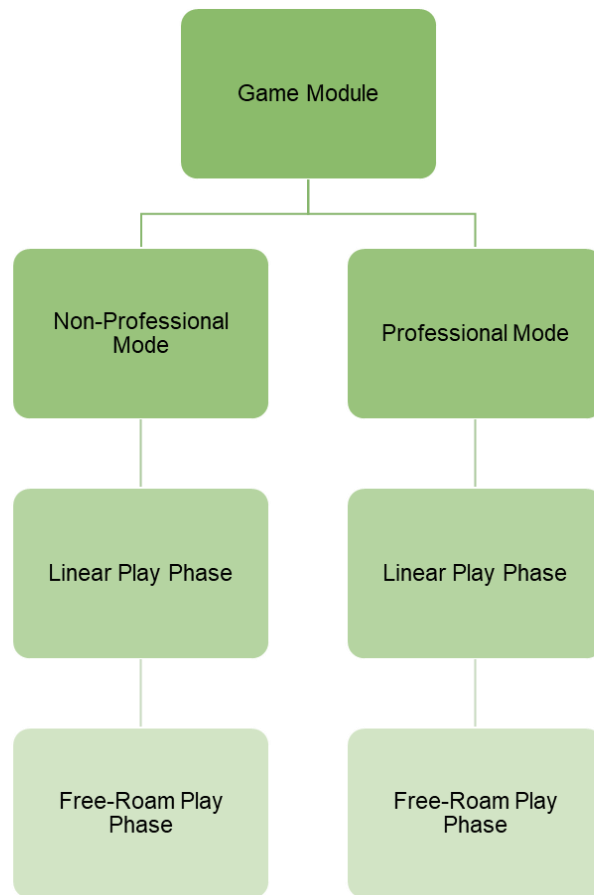 Game Module
Non-Professional
Mode
Professional Mode
Linear Play Phase
Linear Play Phase
Free-Roam Play
Phase
Free-Roam Play
Phase